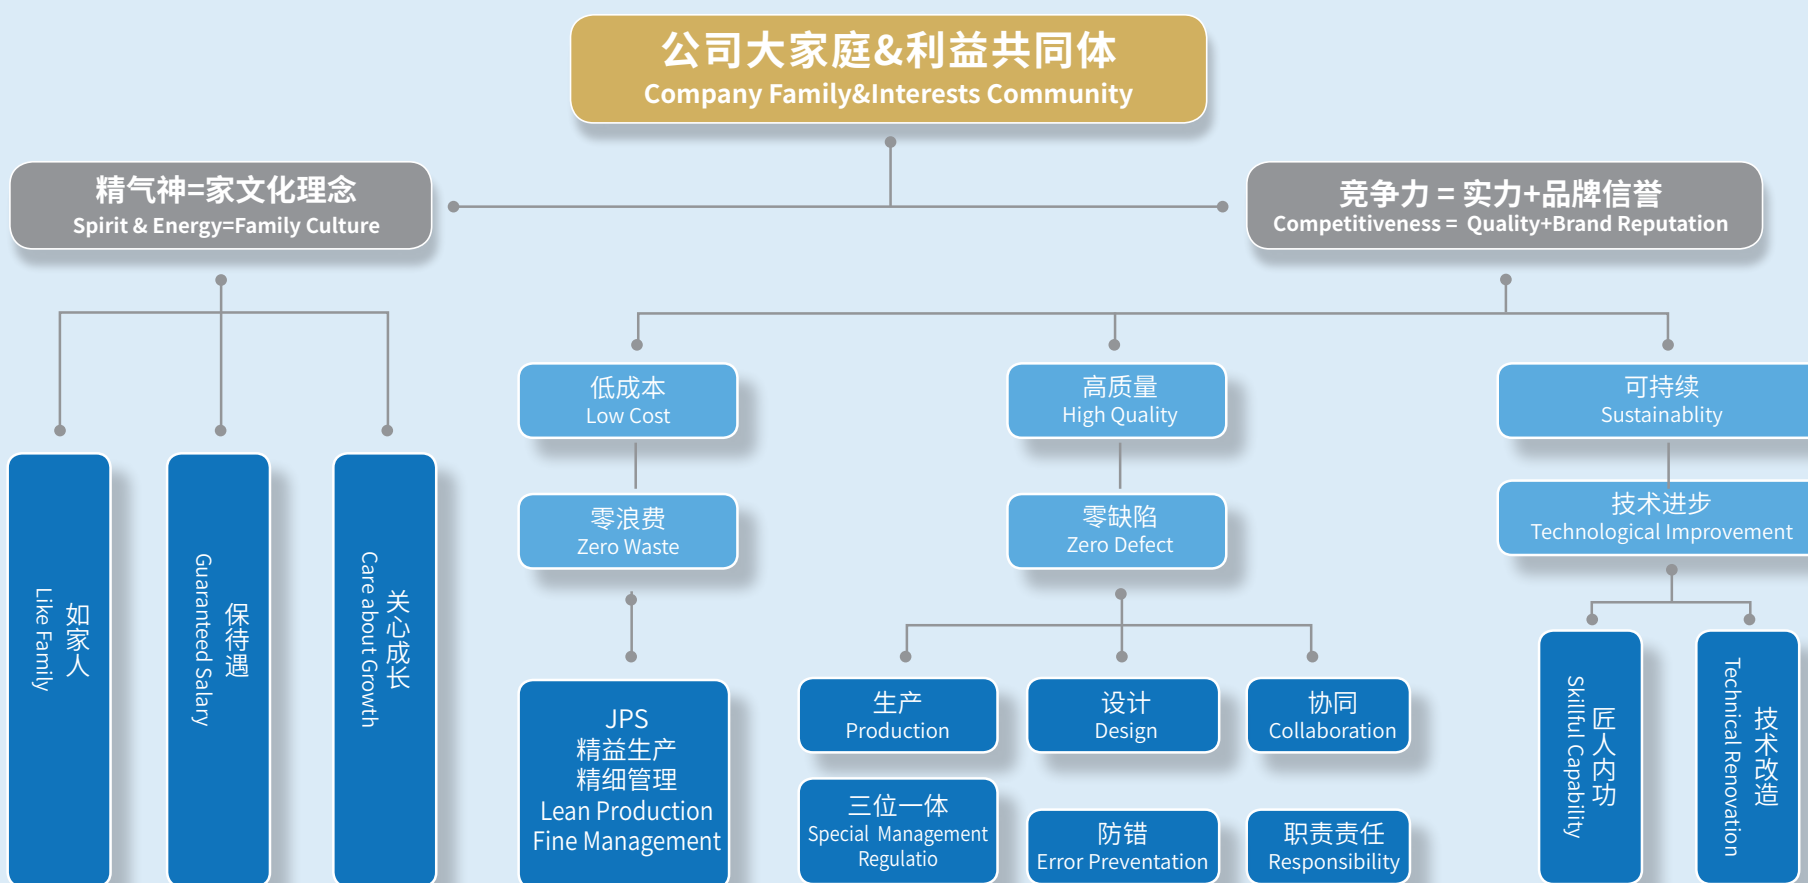 公司大家庭&利益共同体
Company Family&Interests Community
精气神=家文化理念
Spirit & Energy=Family Culture
竞争力 = 实力+品牌信誉
Competitiveness = Quality+Brand Reputation
如家人
Like Family
保待遇
Guaranteed Salary
关心成长
Care about Growth
低成本
Low Cost
零浪费
Zero Waste
JPS
精益生产
精细管理
Lean Production
Fine Management
高质量
High Quality
零缺陷
Zero Defect
生产
Production
三位一体
Special Management
Regulatio
设计
Design
防错
Error Preventation
协同
Collaboration
职责责任
Responsibility
可持续
Sustainablity
技术进步
Technological Improvement
匠人内功
Skillful Capability
技术改造
Technical Renovation